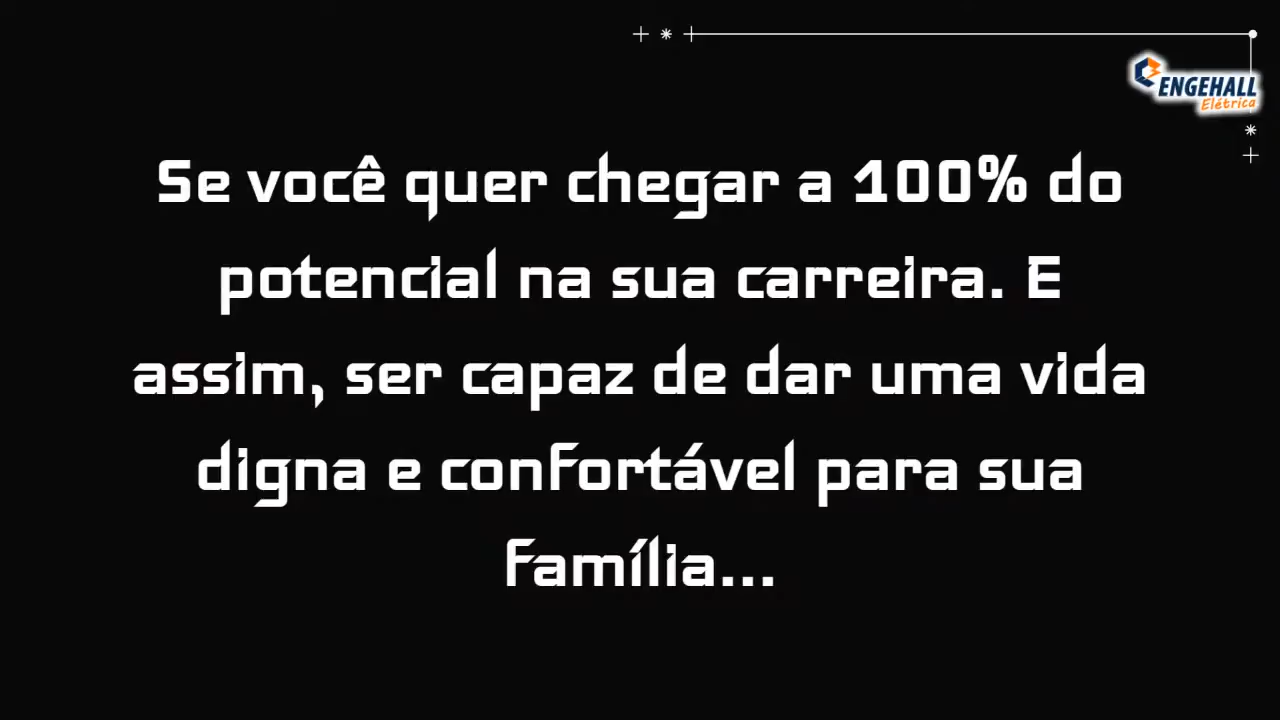 ENGEHALL
Elétrica
Se você quer chegar a 100% do
potencial na sua carreira. E
assim, ser capaz de dar uma vida
digna e confortável para sua
família...